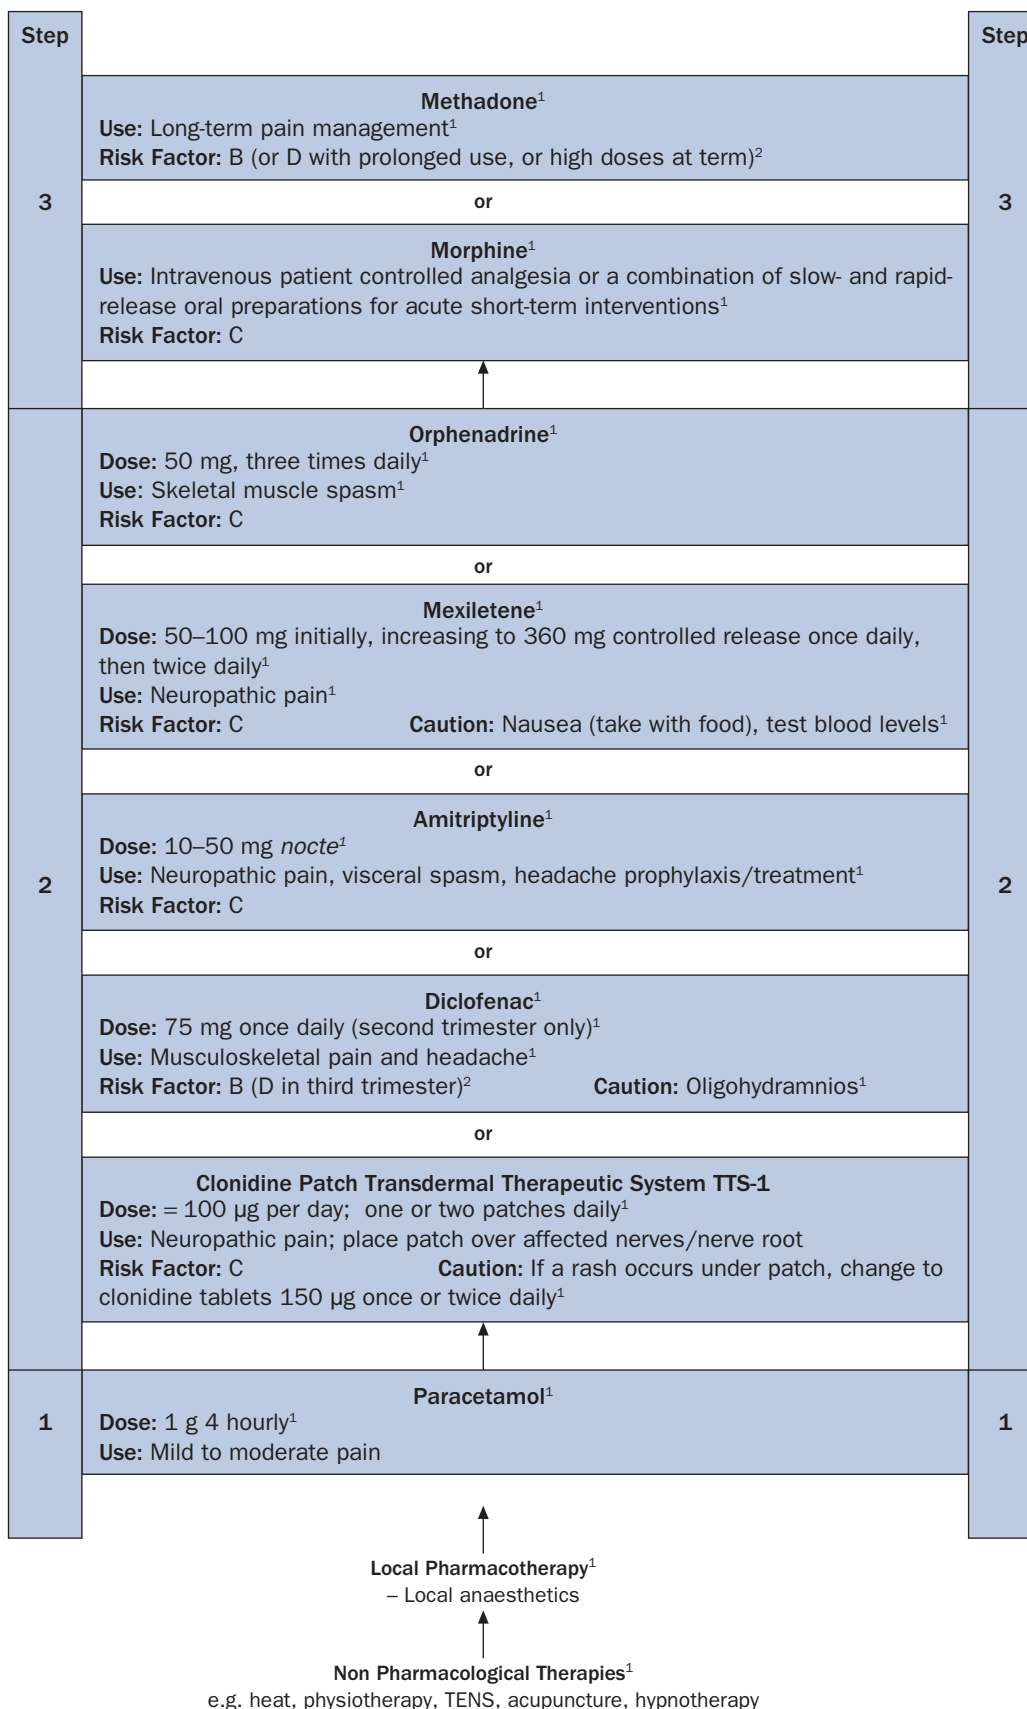 Step
Step
Methadone¹
Use: Long-term pain management¹
Risk Factor: B (or D with prolonged use, or high doses at term)²
3
or
3
Morphine¹
Use: Intravenous patient controlled analgesia or a combination of slow- and rapid-
release oral preparations for acute short-term interventions¹
Risk Factor: C
Orphenadrine¹
Dose: 50 mg, three times daily¹
Use: Skeletal muscle spasm¹
Risk Factor: C
or
Mexiletene¹
Dose: 50–100 mg initially, increasing to 360 mg controlled release once daily,
then twice daily¹
Use: Neuropathic pain¹
Risk Factor: C Caution: Nausea (take with food), test blood levels¹
or
Amitriptyline¹
Dose: 10–50 mg nocte¹
Use: Neuropathic pain, visceral spasm, headache prophylaxis/treatment¹
2
2
Risk Factor: C
or
Diclofenac¹
Dose: 75 mg once daily (second trimester only)¹
Use: Musculoskeletal pain and headache¹
Risk Factor: B (D in third trimester)² Caution: Oligohydramnios¹
or
Clonidine Patch Transdermal Therapeutic System TTS-1
Dose: = 100 µg per day; one or two patches daily¹
Use: Neuropathic pain; place patch over affected nerves/nerve root
Risk Factor: C Caution: If a rash occurs under patch, change to
clonidine tablets 150 µg once or twice daily¹
Paracetamol¹
1
Dose: 1 g 4 hourly¹
1
Use: Mild to moderate pain
Local Pharmacotherapy¹
– Local anaesthetics
Non Pharmacological Therapies¹
e.g. heat, physiotherapy, TENS, acupuncture, hypnotherapy